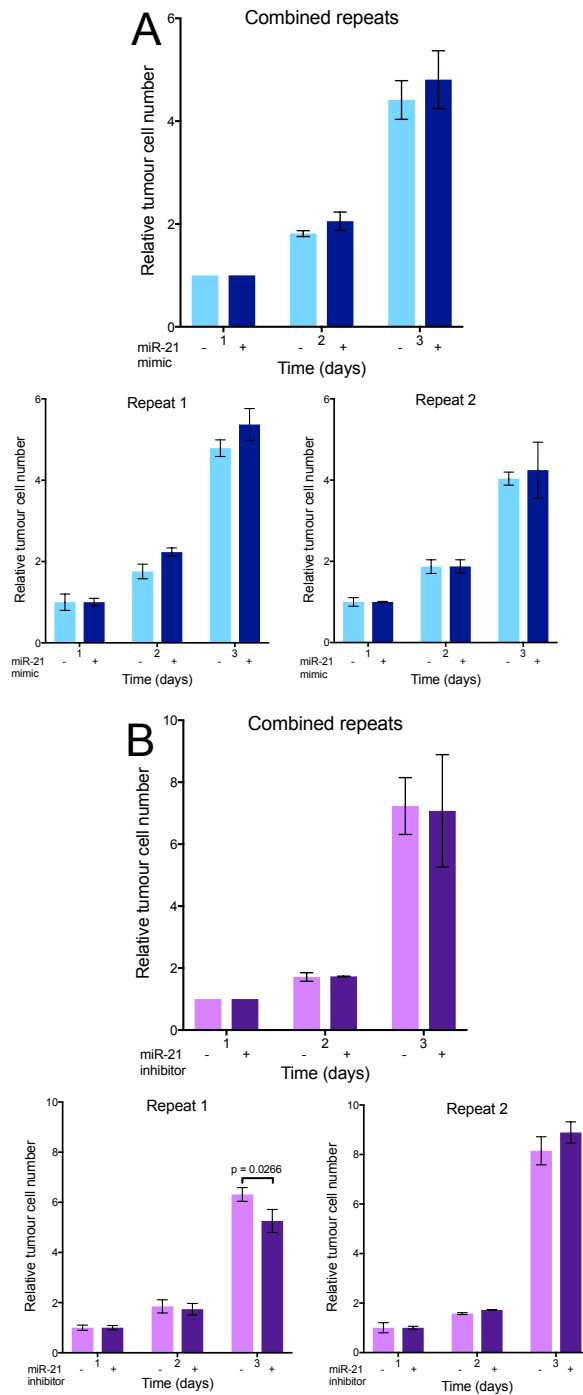 A
Combined repeats
Relative tumour cell number
6
4
2
0
1 2 3
miR-21 mimic
- + - + - +
Time (days)
Repeat 1
Relative tumour cell number
6
4
2
0
1 2 3
miR-21 mimic
- + - + - +
Time (days)
Repeat 2
Relative tumour cell number
6
4
2
0
1 2 3
miR-21 mimic
- + - + - +
Time (days)
B
Combined repeats
Relative tumour cell number
10
8
6
4
2
0
1 2 3
miR-21 inhibitor
- + - + - +
Time (days)
Repeat 1
Relative tumour cell number
10
8
6
4
2
0
p = 0.0266
1 2 3
miR-21 inhibitor
- + - + - +
Time (days)
Repeat 2
Relative tumour cell number
10
8
6
4
2
0
1 2 3
miR-21 inhibitor
- + - + - +
Time (days)